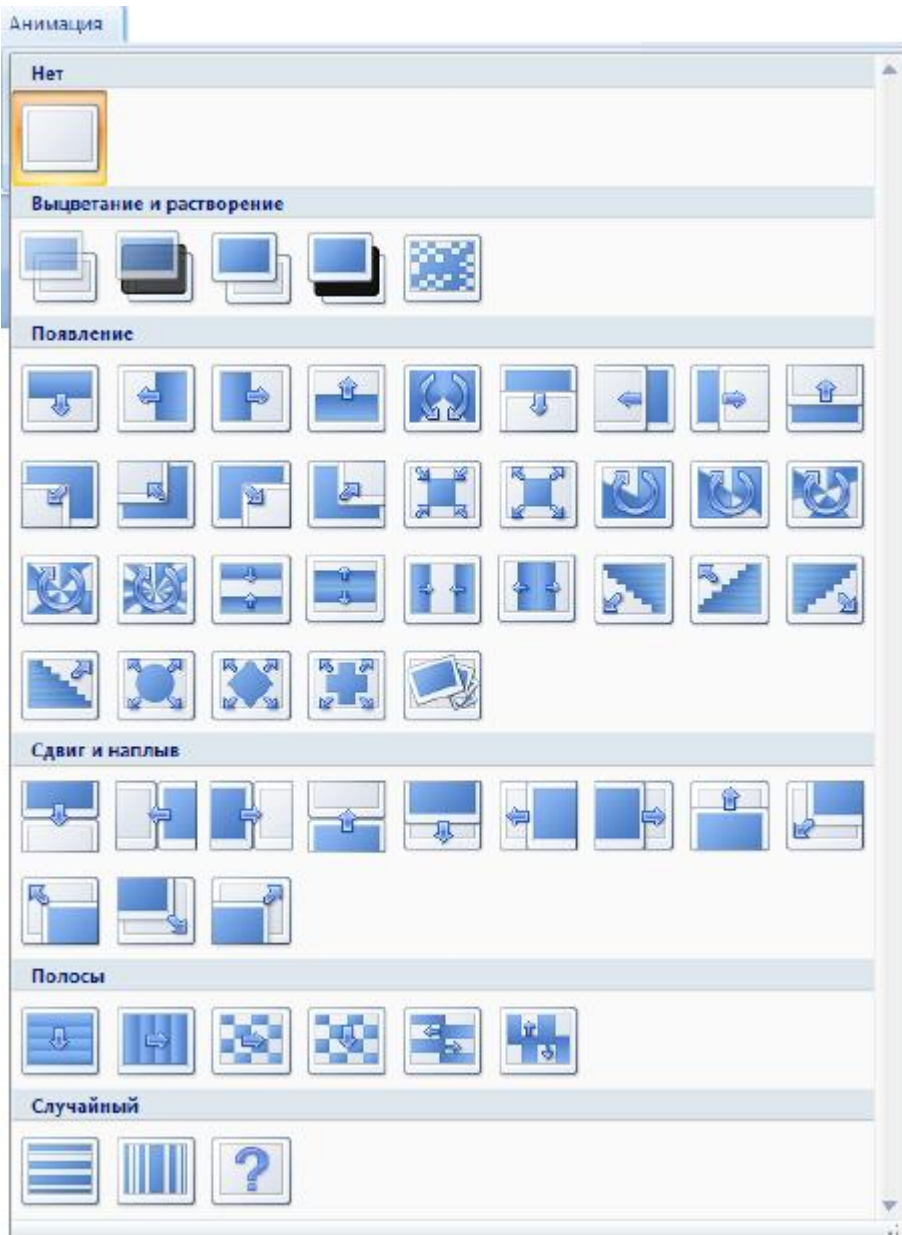 Анимация
Нет
Выцветание и растворение
Появление
Сдвиг и наплыв
Полосы
Случайный
?